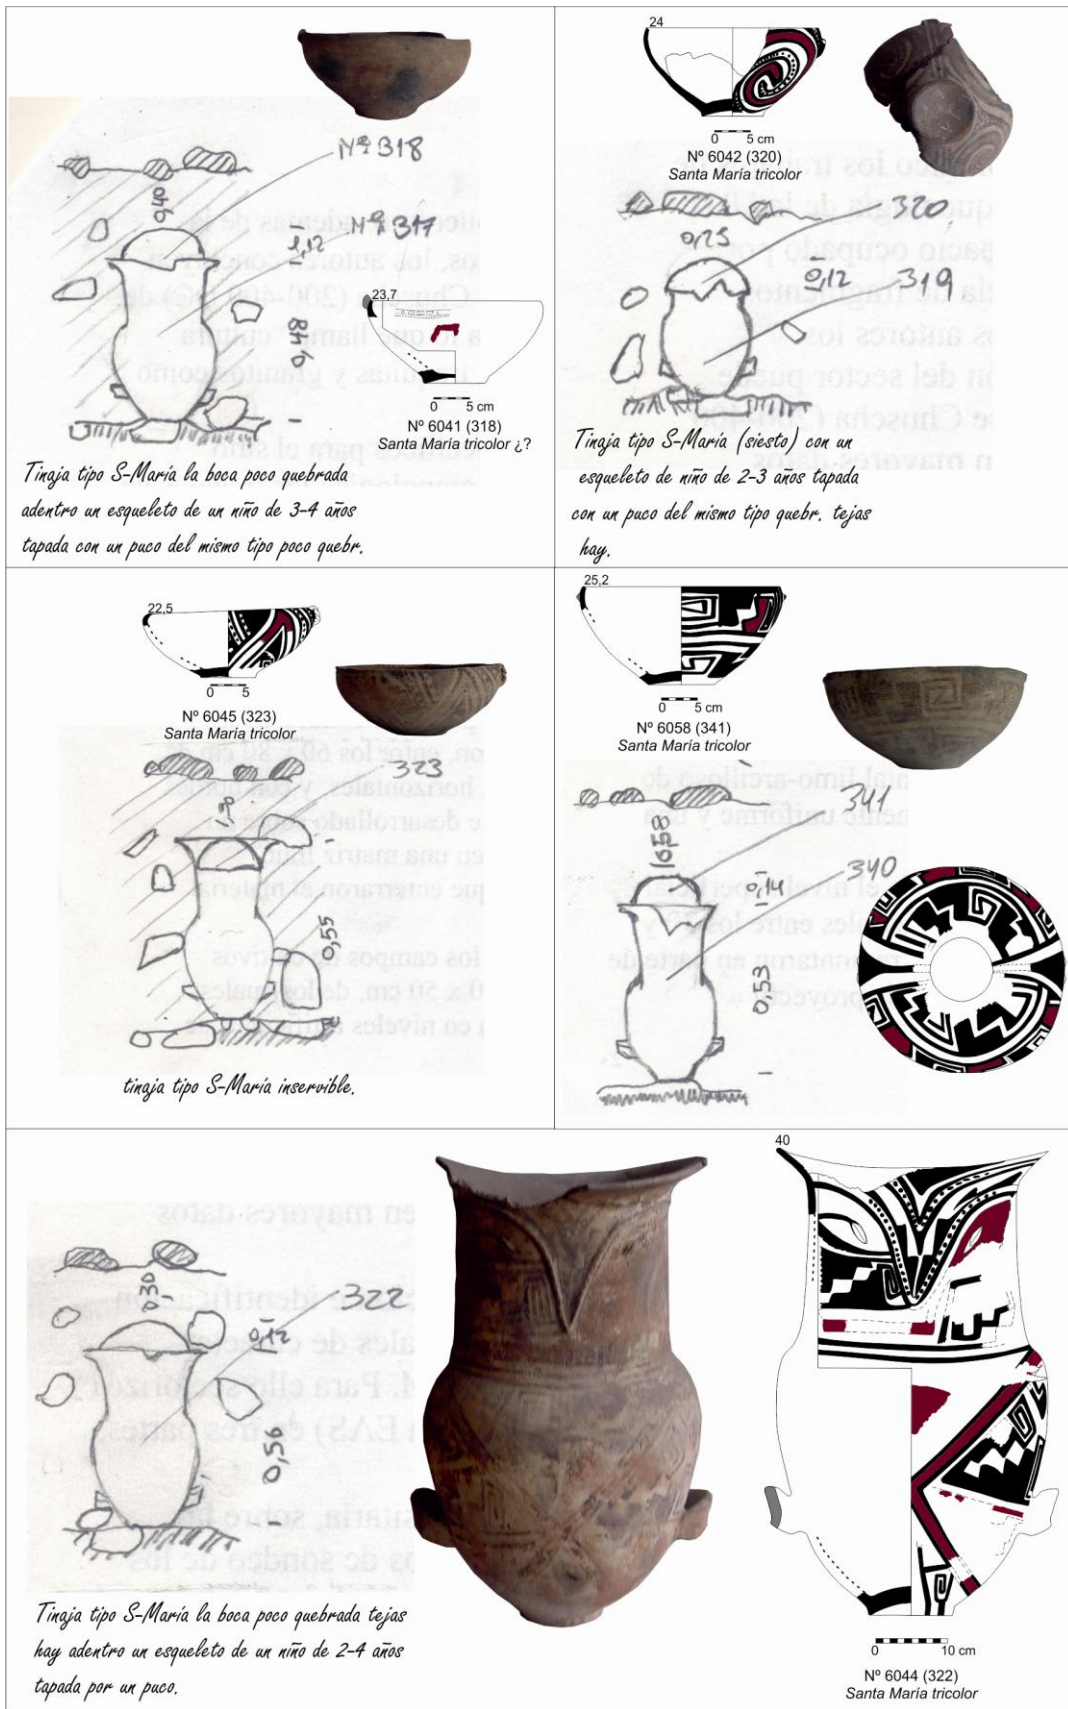 Nº 318
0,40
Nº 317
0,12
0,48
23,7
0 5 cm
Nº 6041 (318)
Santa María tricolor ¿?
Tinaja tipo S-María la boca poco quebrada
adentro un esqueleto de un niño de 3-4 años
tapada con un puco del mismo tipo poco quebr.
24
0 5 cm
Nº 6042 (320)
Santa María tricolor
320
0,25
0,12
319
Tinaja tipo S-María (siesto) con un
esqueleto de niño de 2-3 años tapada
con un puco del mismo tipo quebr. tejas
hay.
22,5
0 5
Nº 6045 (323)
Santa María tricolor
323
0,55
tinaja tipo S-María inservible.
25,2
0 5 cm
Nº 6058 (341)
Santa María tricolor
341
0,14
340
0,53
322
0,30
0,12
0,56
Tinaja tipo S-María la boca poco quebrada tejas
hay adentro un esqueleto de un niño de 2-4 años
tapada por un puco.
40
0 10 cm
Nº 6044 (322)
Santa María tricolor